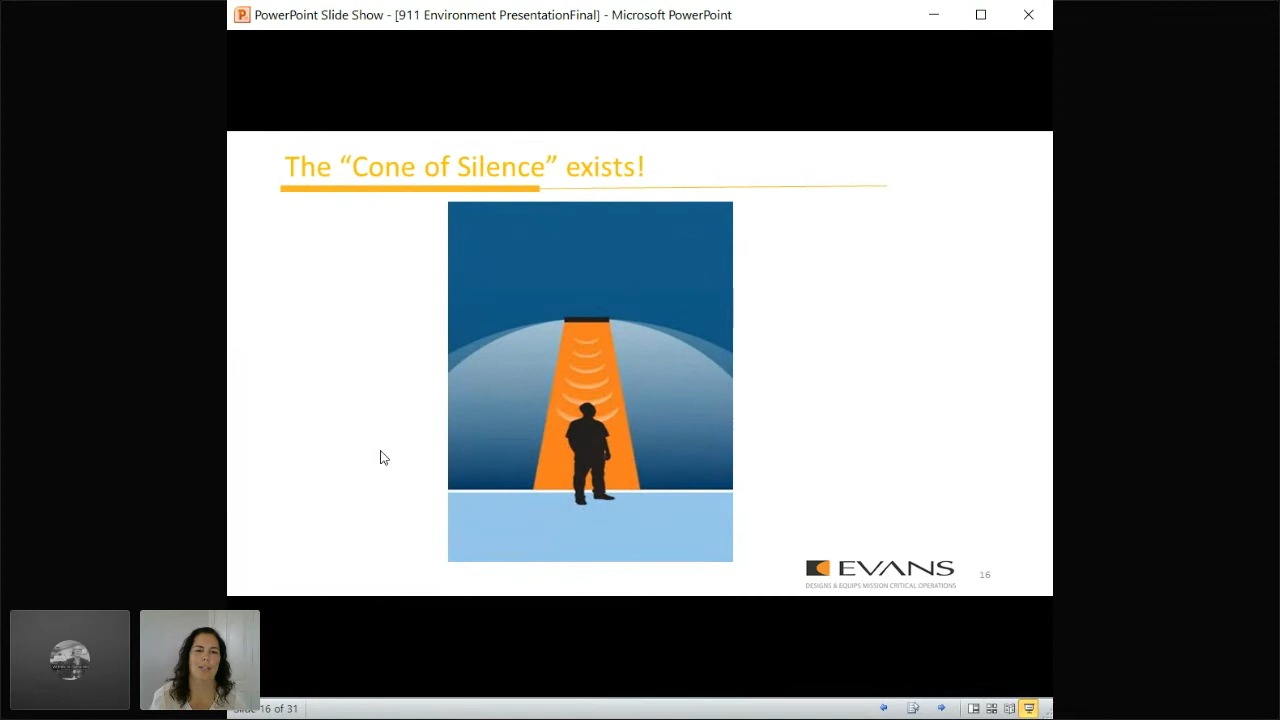 PowerPoint Slide Show - [911 Environment PresentationFinal] - Microsoft PowerPoint
The “Cone of Silence” exists!
EVANS
DESIGNS & EQUIPS MISSION CRITICAL OPERATIONS
16
Slide 16 of 31